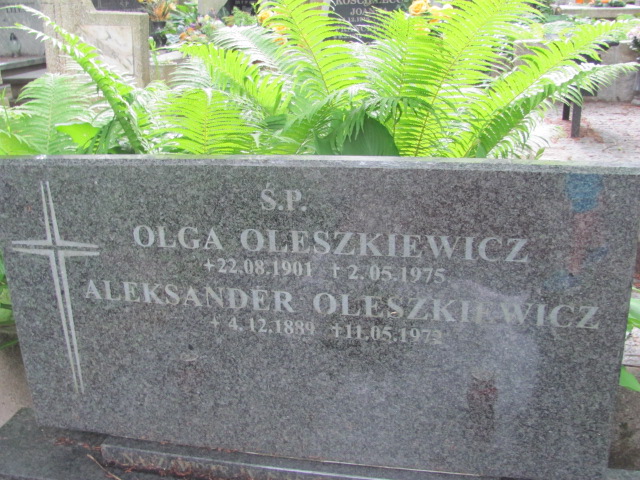 Ś.P.
OLGA OLESZKIEWICZ
+22.08.1901 +2.05.1975
ALEKSANDER OLESZKIEWICZ
+4.12.1889 +11.05.1972